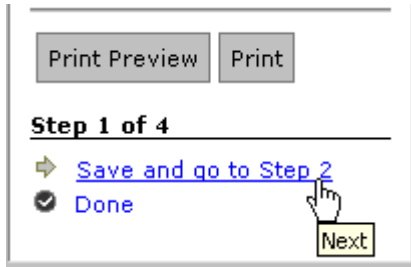 Print Preview Print
Step 1 of 4
Save and go to Step 2
Done
Next